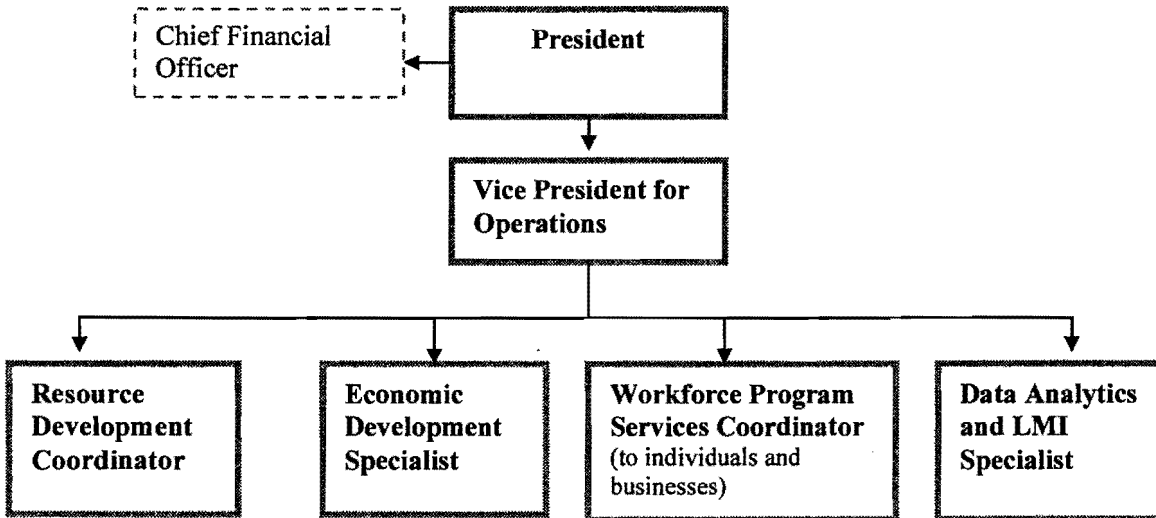 Chief Financial
Officer
President
Vice President for
Operations
Resource
Development
Coordinator
Economic
Development
Specialist
Workforce Program
Services Coordinator
(to individuals and
businesses)
Data Analytics
and LMI
Specialist